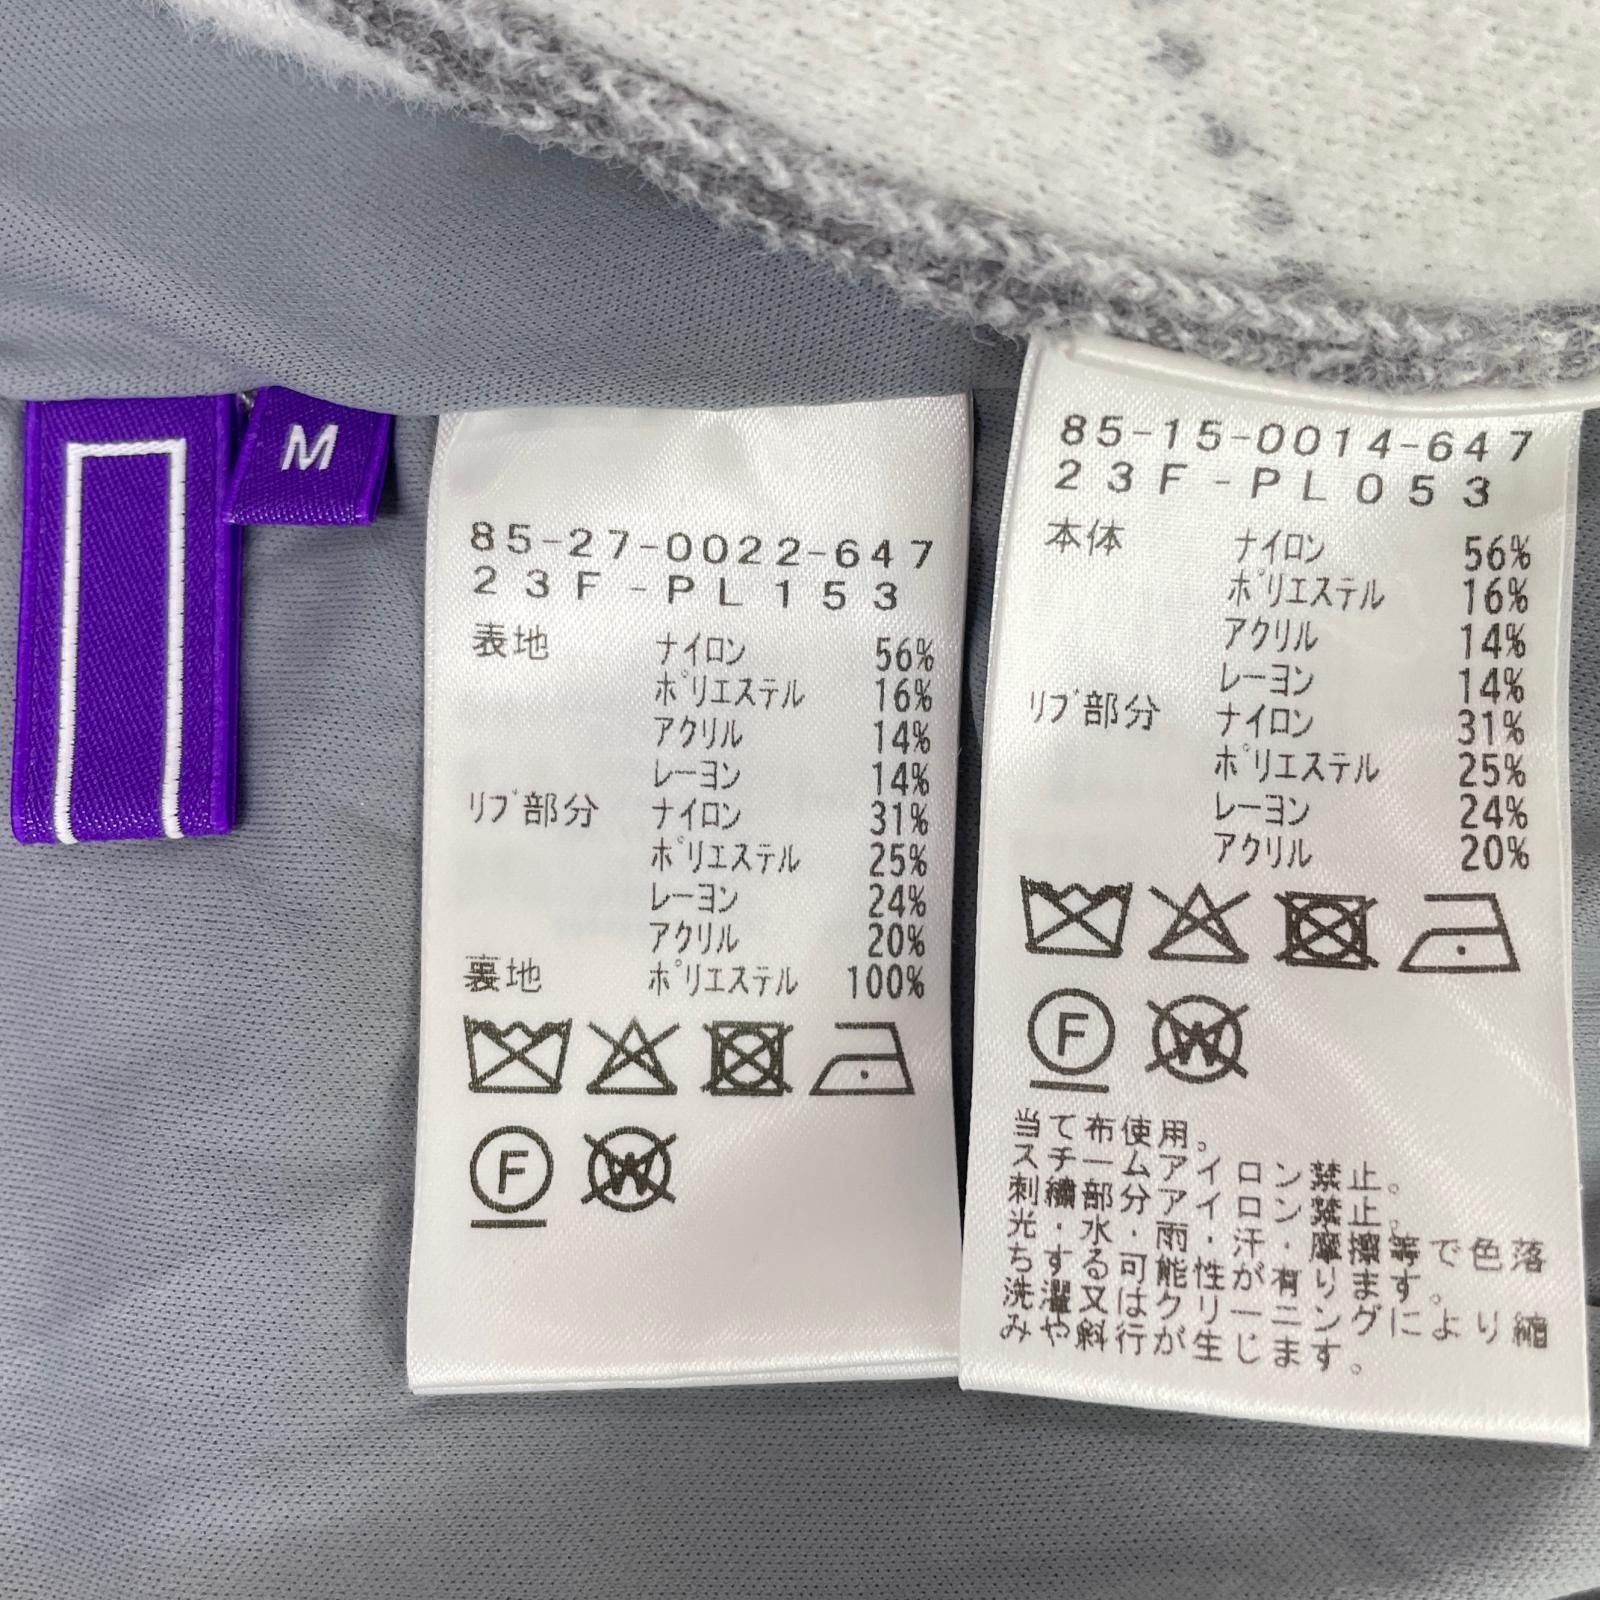 M
85-27-0022-647
23F-PL153
表地 ナイロン 56%
ポリエステル 16%
アクリル 14%
レーヨン 14%
リブ部分 ナイロン 31%
ポリエステル 25%
レーヨン 24%
アクリル 20%
裏地 ポリエステル 100%
F
W
85-15-0014-647
23F-PL053
本体 ナイロン 56%
ポリエステル 16%
アクリル 14%
レーヨン 14%
リブ部分 ナイロン 31%
ポリエステル 25%
レーヨン 24%
アクリル 20%
F
W
当て布使用。
スチームアイロン禁止。
刺繍部分アイロン禁止。
光・水・雨・汗・摩擦等で色落
ちする可能性が有ります。
洗濯又はクリーニングにより縮
みや斜行が生じます。